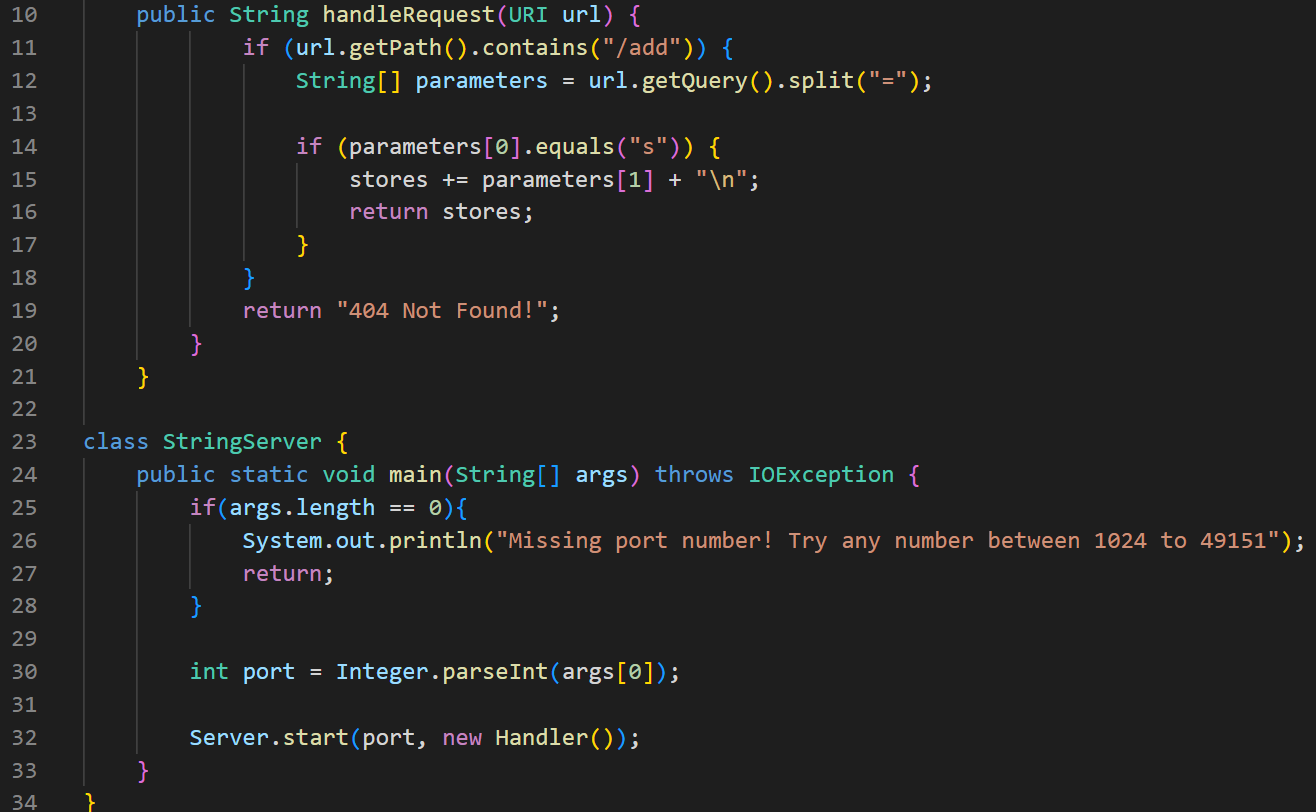 10 public String handleRequest(URI url) {
11 if (url.getPath().contains("/add")) {
12 String[] parameters = url.getQuery().split("=");
13
14 if (parameters[0].equals("s")) {
15 stores += parameters[1] + "\n";
16 return stores;
17 }
18 }
19 return "404 Not Found!";
20 }
21 }
22
23 class StringServer {
24 public static void main(String[] args) throws IOException {
25 if(args.length == 0){
26 System.out.println("Missing port number! Try any number between 1024 to 49151");
27 return;
28 }
29
30 int port = Integer.parseInt(args[0]);
31
32 Server.start(port, new Handler());
33 }
34 }